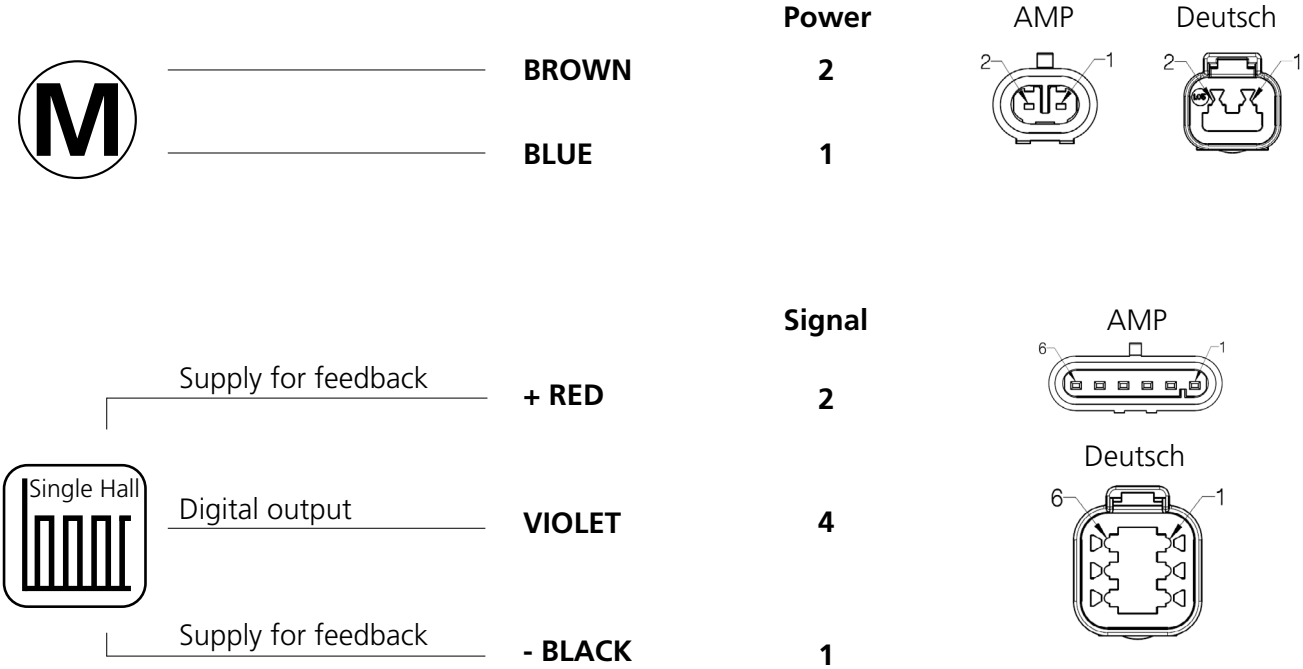 Power AMP Deutsch
M BROWN 2 2 1 2 1
BLUE 1
Signal AMP
6 1
Supply for feedback + RED 2
Deutsch
Single Hall Digital output VIOLET 4 6 1
Supply for feedback - BLACK 1